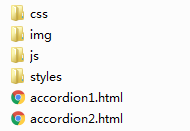 css
img
js
styles
accordion1.html
accordion2.html